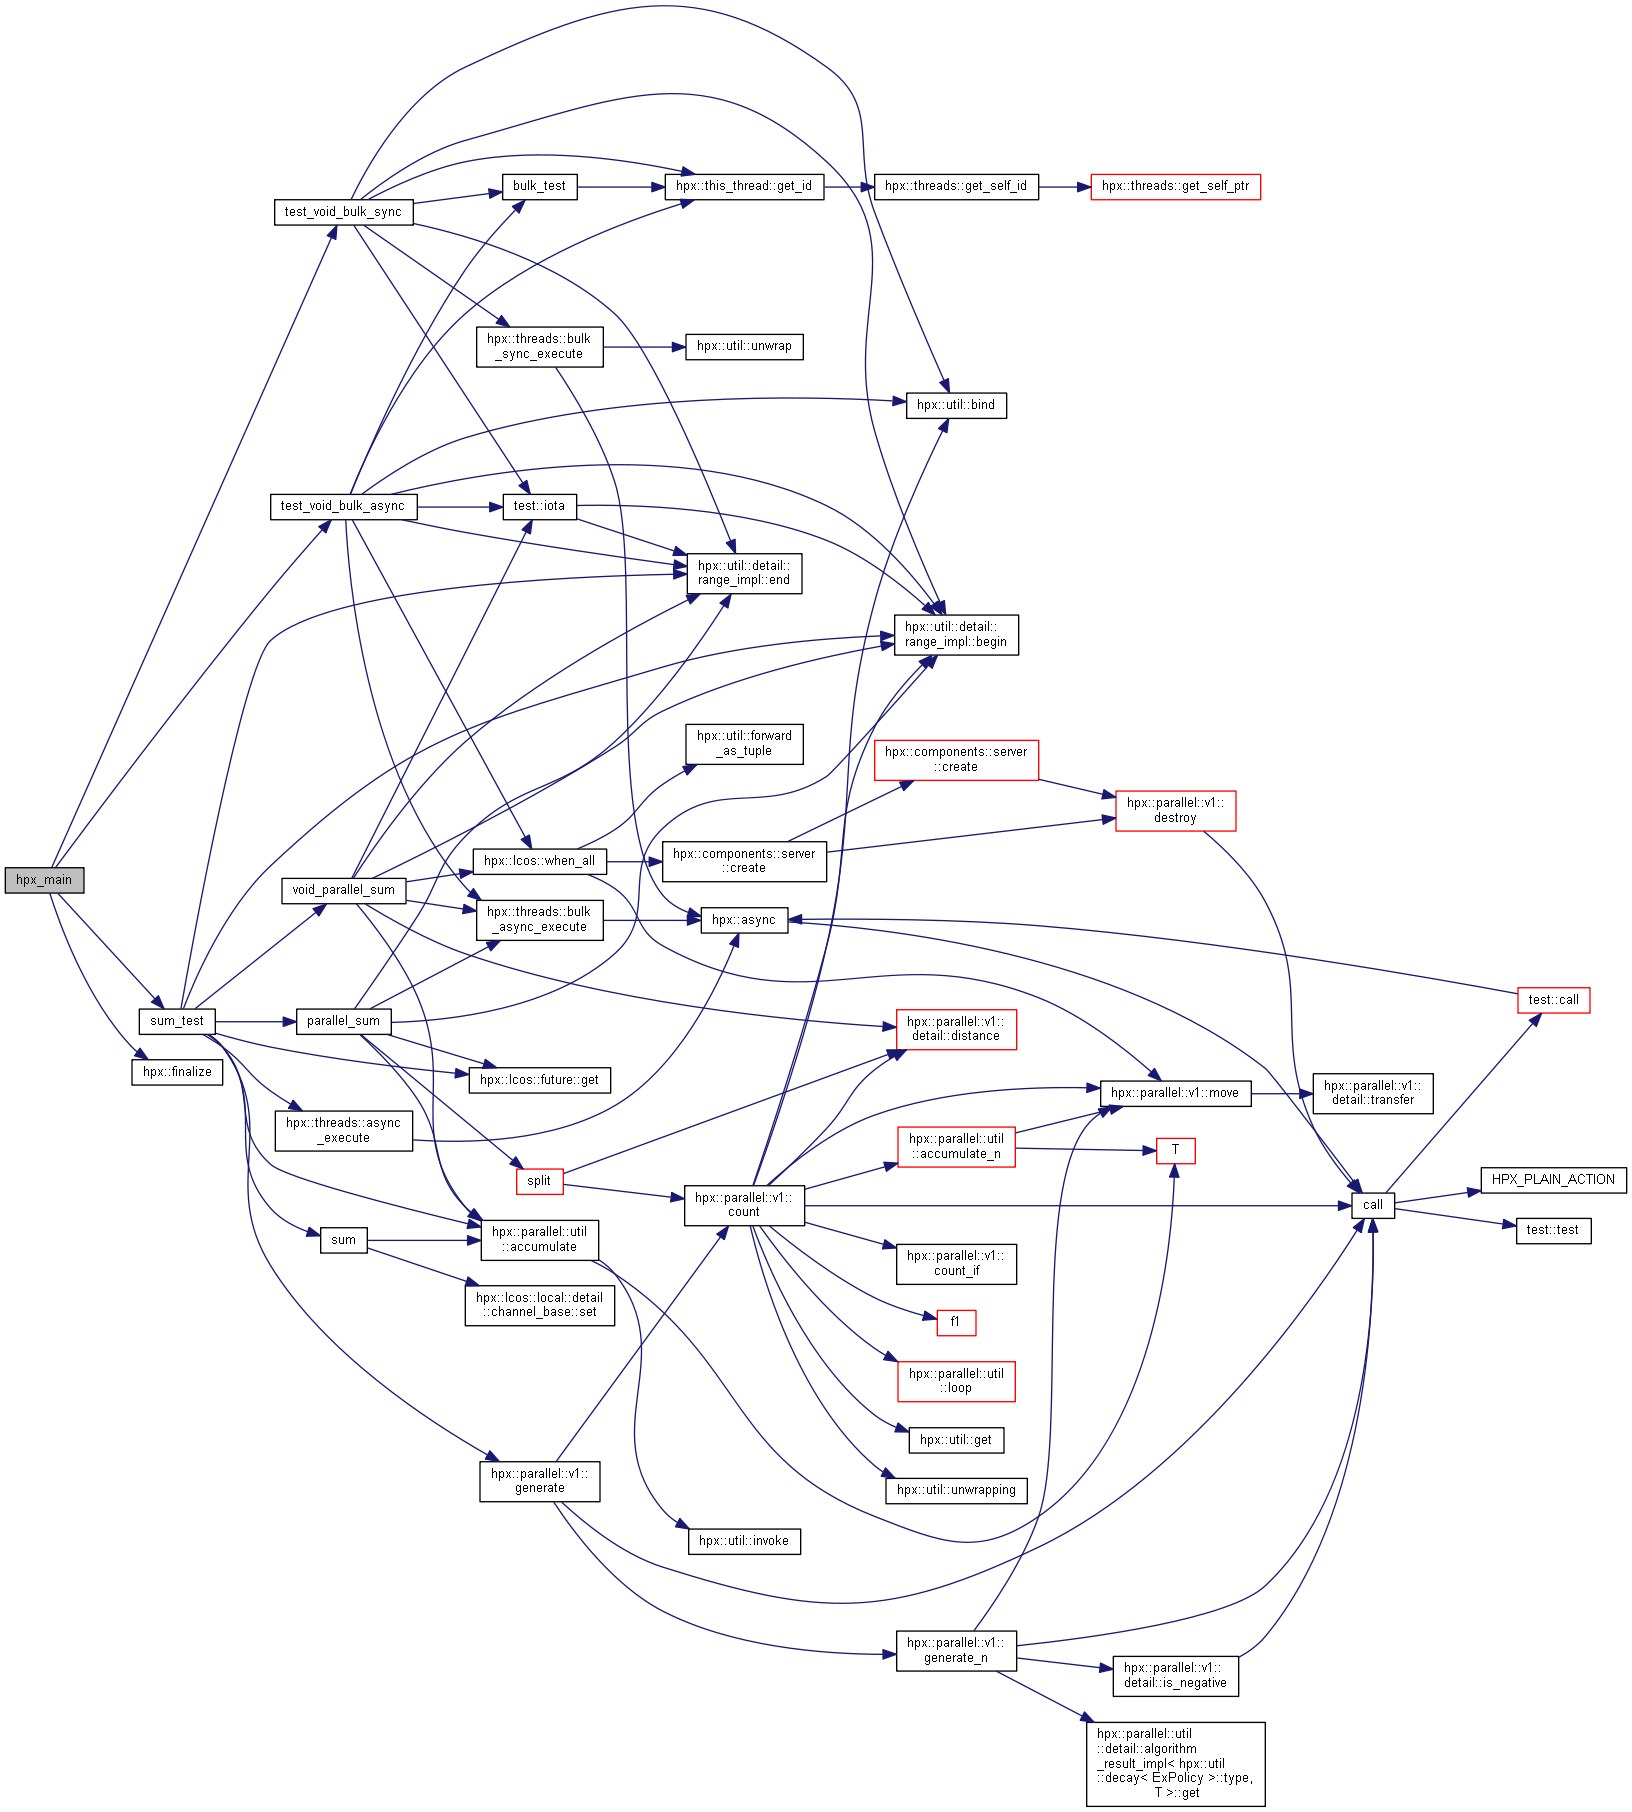 bulk_test
hpx::this_thread::get_id
hpx::threads::get_self_id
hpx::threads::get_self_ptr
test_void_bulk_sync
hpx::threads::bulk
_sync_execute
hpx::util::unwrap
hpx::util::bind
test_void_bulk_async
test::iota
hpx::util::detail::
range_impl::end
hpx::util::detail::
range_impl::begin
hpx::util::forward
_as_tuple
hpx::components::server
::create
hpx::parallel::v1::
destroy
hpx::lcos::when_all
hpx::components::server
::create
hpx_main
void_parallel_sum
hpx::threads::bulk
_async_execute
hpx::async
test::call
sum_test
parallel_sum
hpx::parallel::v1::
detail::distance
hpx::finalize
hpx::lcos::future::get
hpx::parallel::v1::move
hpx::parallel::v1::
detail::transfer
hpx::threads::async
_execute
hpx::parallel::util
::accumulate_n
T
split
hpx::parallel::v1::
count
call
HPX_PLAIN_ACTION
test::test
sum
hpx::parallel::util
::accumulate
hpx::parallel::v1::
count_if
hpx::lcos::local::detail
::channel_base::set
f1
hpx::parallel::util
::loop
hpx::util::get
hpx::parallel::v1::
generate
hpx::util::unwrapping
hpx::util::invoke
hpx::parallel::v1::
generate_n
hpx::parallel::v1::
detail::is_negative
hpx::parallel::util
::detail::algorithm
_result_impl< hpx::util
::decay< ExPolicy >::type,
T >::get